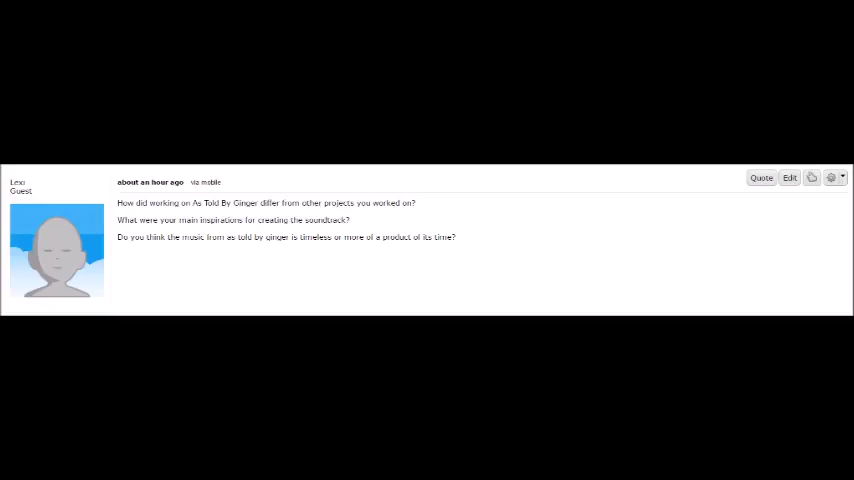 Lexi
Guest
about an hour ago via mobile
Quote Edit
How did working on As Told By Ginger differ from other projects you worked on?
What were your main inspirations for creating the soundtrack?
Do you think the music from as told by ginger is timeless or more of a product of its time?